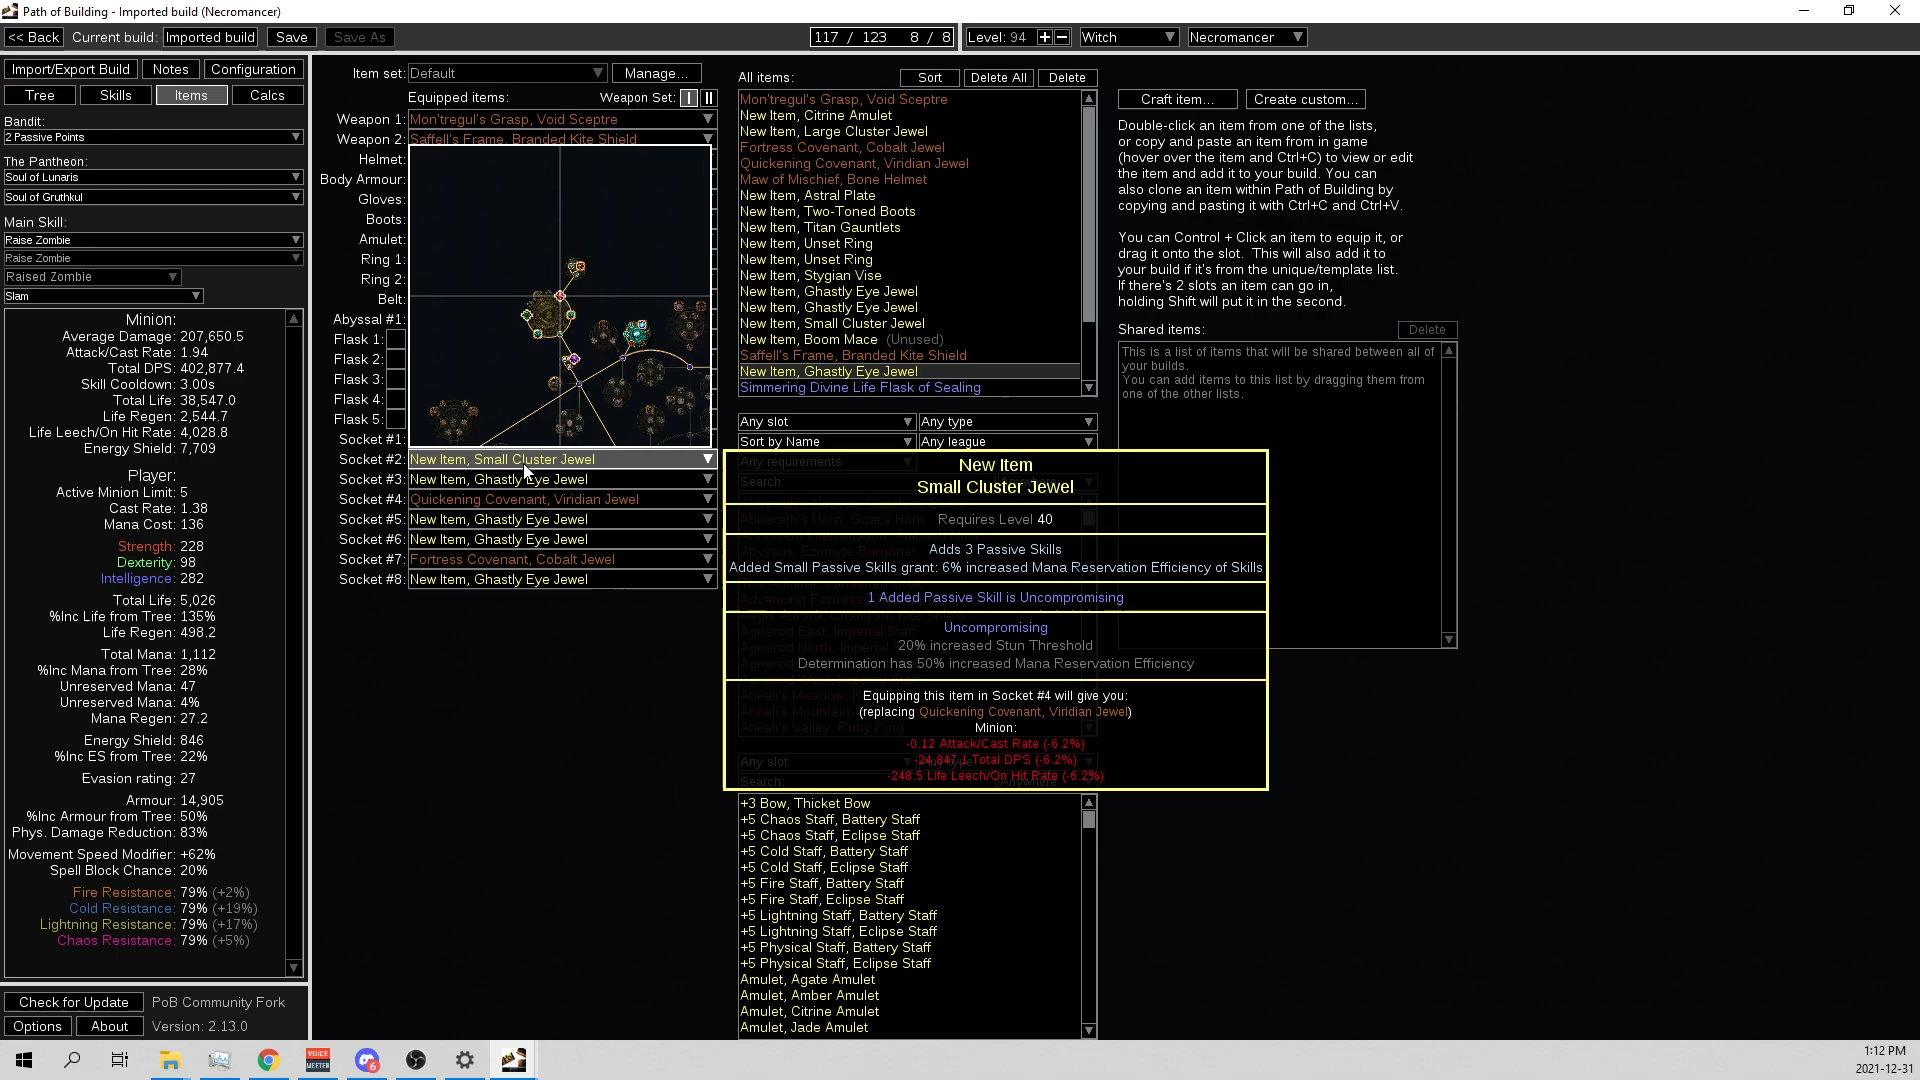 Path of Building - Imported build (Necromancer)
<< Back
Current build:
Imported build
Save
Save As
117 / 123   8 / 8
Level: 94
+
-
Witch
Necromancer
Import/Export Build
Notes
Configuration
Tree
Skills
Items
Calcs
Bandit:
2 Passive Points
The Pantheon:
Soul of Lunaris
Soul of Gruthkul
Main Skill:
Raise Zombie
Raise Zombie
Raised Zombie
Slam
Minion:
Average Damage: 207,650.5
Attack/Cast Rate: 1.94
Total DPS: 402,877.4
Skill Cooldown: 3.00s
Total Life: 38,547.0
Life Regen: 2,544.7
Life Leech/On Hit Rate: 4,028.8
Energy Shield: 7,709
Player:
Active Minion Limit: 5
Cast Rate: 1.38
Mana Cost: 136
Strength: 228
Dexterity: 98
Intelligence: 282
Total Life: 5,026
%Inc Life from Tree: 135%
Life Regen: 498.2
Total Mana: 1,112
%Inc Mana from Tree: 28%
Unreserved Mana: 47
Unreserved Mana: 4%
Mana Regen: 27.2
Energy Shield: 846
%Inc ES from Tree: 22%
Evasion rating: 27
Armour: 14,905
%Inc Armour from Tree: 50%
Phys. Damage Reduction: 83%
Movement Speed Modifier: +62%
Spell Block Chance: 20%
Fire Resistance: 79% (+2%)
Cold Resistance: 79% (+19%)
Lightning Resistance: 79% (+17%)
Chaos Resistance: 79% (+5%)
Check for Update
PoB Community Fork
Options
About
Version: 2.13.0
Item set: Default
Manage...
Equipped items:
Weapon Set: I II
Weapon 1: Mon'tregul's Grasp, Void Sceptre
Weapon 2: Saffell's Frame, Branded Kite Shield
Helmet:
Body Armour:
Gloves:
Boots:
Amulet:
Ring 1:
Ring 2:
Belt:
Abyssal #1:
Flask 1:
Flask 2:
Flask 3:
Flask 4:
Flask 5:
Socket #1:
Socket #2: New Item, Small Cluster Jewel
Socket #3: New Item, Ghastly Eye Jewel
Socket #4: Quickening Covenant, Viridian Jewel
Socket #5: New Item, Ghastly Eye Jewel
Socket #6: New Item, Ghastly Eye Jewel
Socket #7: Fortress Covenant, Cobalt Jewel
Socket #8: New Item, Ghastly Eye Jewel
All items:
Sort
Delete All
Delete
Mon'tregul's Grasp, Void Sceptre
New Item, Citrine Amulet
New Item, Large Cluster Jewel
Fortress Covenant, Cobalt Jewel
Quickening Covenant, Viridian Jewel
Maw of Mischief, Bone Helmet
New Item, Astral Plate
New Item, Two-Toned Boots
New Item, Titan Gauntlets
New Item, Unset Ring
New Item, Unset Ring
New Item, Stygian Vise
New Item, Ghastly Eye Jewel
New Item, Ghastly Eye Jewel
New Item, Small Cluster Jewel
New Item, Boom Mace (Unused)
Saffell's Frame, Branded Kite Shield
New Item, Ghastly Eye Jewel
Simmering Divine Life Flask of Sealing
Any slot
Any type
Sort by Name
Any league
Any requirements
Search:
New Item
Small Cluster Jewel
Requires Level 40
Adds 3 Passive Skills
Added Small Passive Skills grant: 6% increased Mana Reservation Efficiency of Skills
1 Added Passive Skill is Uncompromising
Uncompromising
20% increased Stun Threshold
Determination has 50% increased Mana Reservation Efficiency
Equipping this item in Socket #4 will give you:
(replacing Quickening Covenant, Viridian Jewel)
Minion:
-0.12 Attack/Cast Rate (-6.2%)
-24,847.1 Total DPS (-6.2%)
-248.5 Life Leech/On Hit Rate (-6.2%)
Any slot
Search:
+3 Bow, Thicket Bow
+5 Chaos Staff, Battery Staff
+5 Chaos Staff, Eclipse Staff
+5 Cold Staff, Battery Staff
+5 Cold Staff, Eclipse Staff
+5 Fire Staff, Battery Staff
+5 Fire Staff, Eclipse Staff
+5 Lightning Staff, Battery Staff
+5 Lightning Staff, Eclipse Staff
+5 Physical Staff, Battery Staff
+5 Physical Staff, Eclipse Staff
Amulet, Agate Amulet
Amulet, Amber Amulet
Amulet, Citrine Amulet
Amulet, Jade Amulet
Craft item...
Create custom...
Double-click an item from one of the lists,
or copy and paste an item from in game
(hover over the item and Ctrl+C) to view or edit
the item and add it to your build. You can
also clone an item within Path of Building by
copying and pasting it with Ctrl+C and Ctrl+V.
You can Control + Click an item to equip it, or
drag it onto the slot. This will also add it to
your build if it's from the unique/template list.
If there's 2 slots an item can go in,
holding Shift will put it in the second.
Shared items:
Delete
This is a list of items that will be shared between all of
your builds.
You can add items to this list by dragging them from
one of the other lists.
VOICE
MEETER
6
1:12 PM
2021-12-31